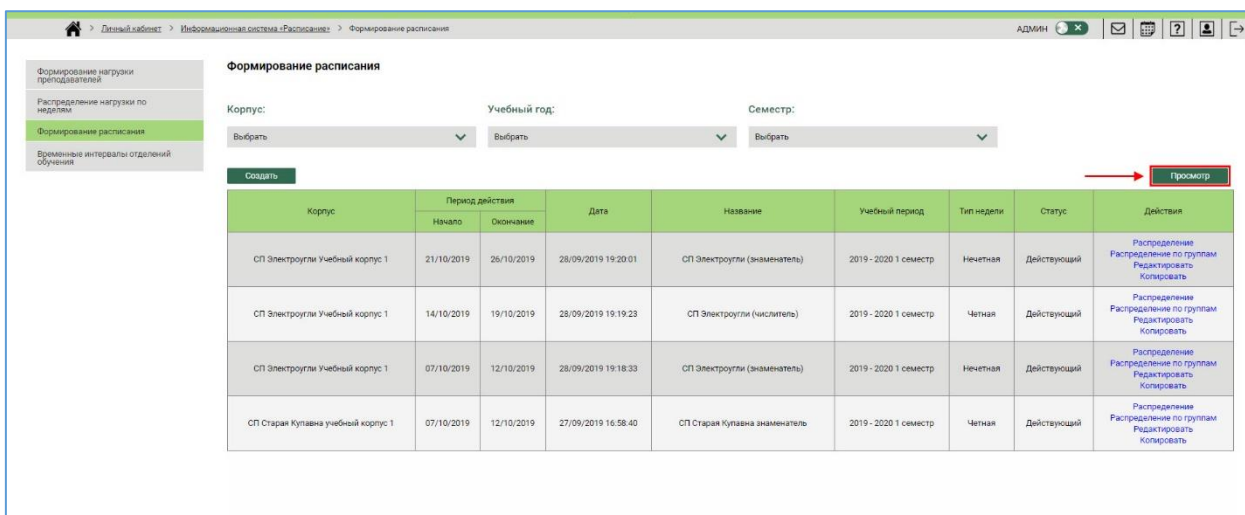 > Личный кабинет > Информационная система «Расписание» > Формирование расписания
АДМИН
Формирование нагрузки
преподавателей
Распределение нагрузки по
неделям
Формирование расписания
Временные интервалы отделений
обучения
Формирование расписания
Корпус: Учебный год: Семестр:
Выбрать Выбрать Выбрать
Создать Просмотр
Корпус Период действия Дата Название Учебный период Тип недели Статус Действия
Начало Окончание
СП Электроугли Учебный корпус 1 21/10/2019 26/10/2019 28/09/2019 19:20:01 СП Электроугли (знаменатель) 2019 - 2020 1 семестр Нечетная Действующий
Распределение
Распределение по группам
Редактировать
Копировать
СП Электроугли Учебный корпус 1 14/10/2019 19/10/2019 28/09/2019 19:19:23 СП Электроугли (числитель) 2019 - 2020 1 семестр Четная Действующий
Распределение
Распределение по группам
Редактировать
Копировать
СП Электроугли Учебный корпус 1 07/10/2019 12/10/2019 28/09/2019 19:18:33 СП Электроугли (знаменатель) 2019 - 2020 1 семестр Нечетная Действующий
Распределение
Распределение по группам
Редактировать
Копировать
СП Старая Купавна учебный корпус 1 07/10/2019 12/10/2019 27/09/2019 16:58:40 СП Старая Купавна знаменатель 2019 - 2020 1 семестр Четная Действующий
Распределение
Распределение по группам
Редактировать
Копировать